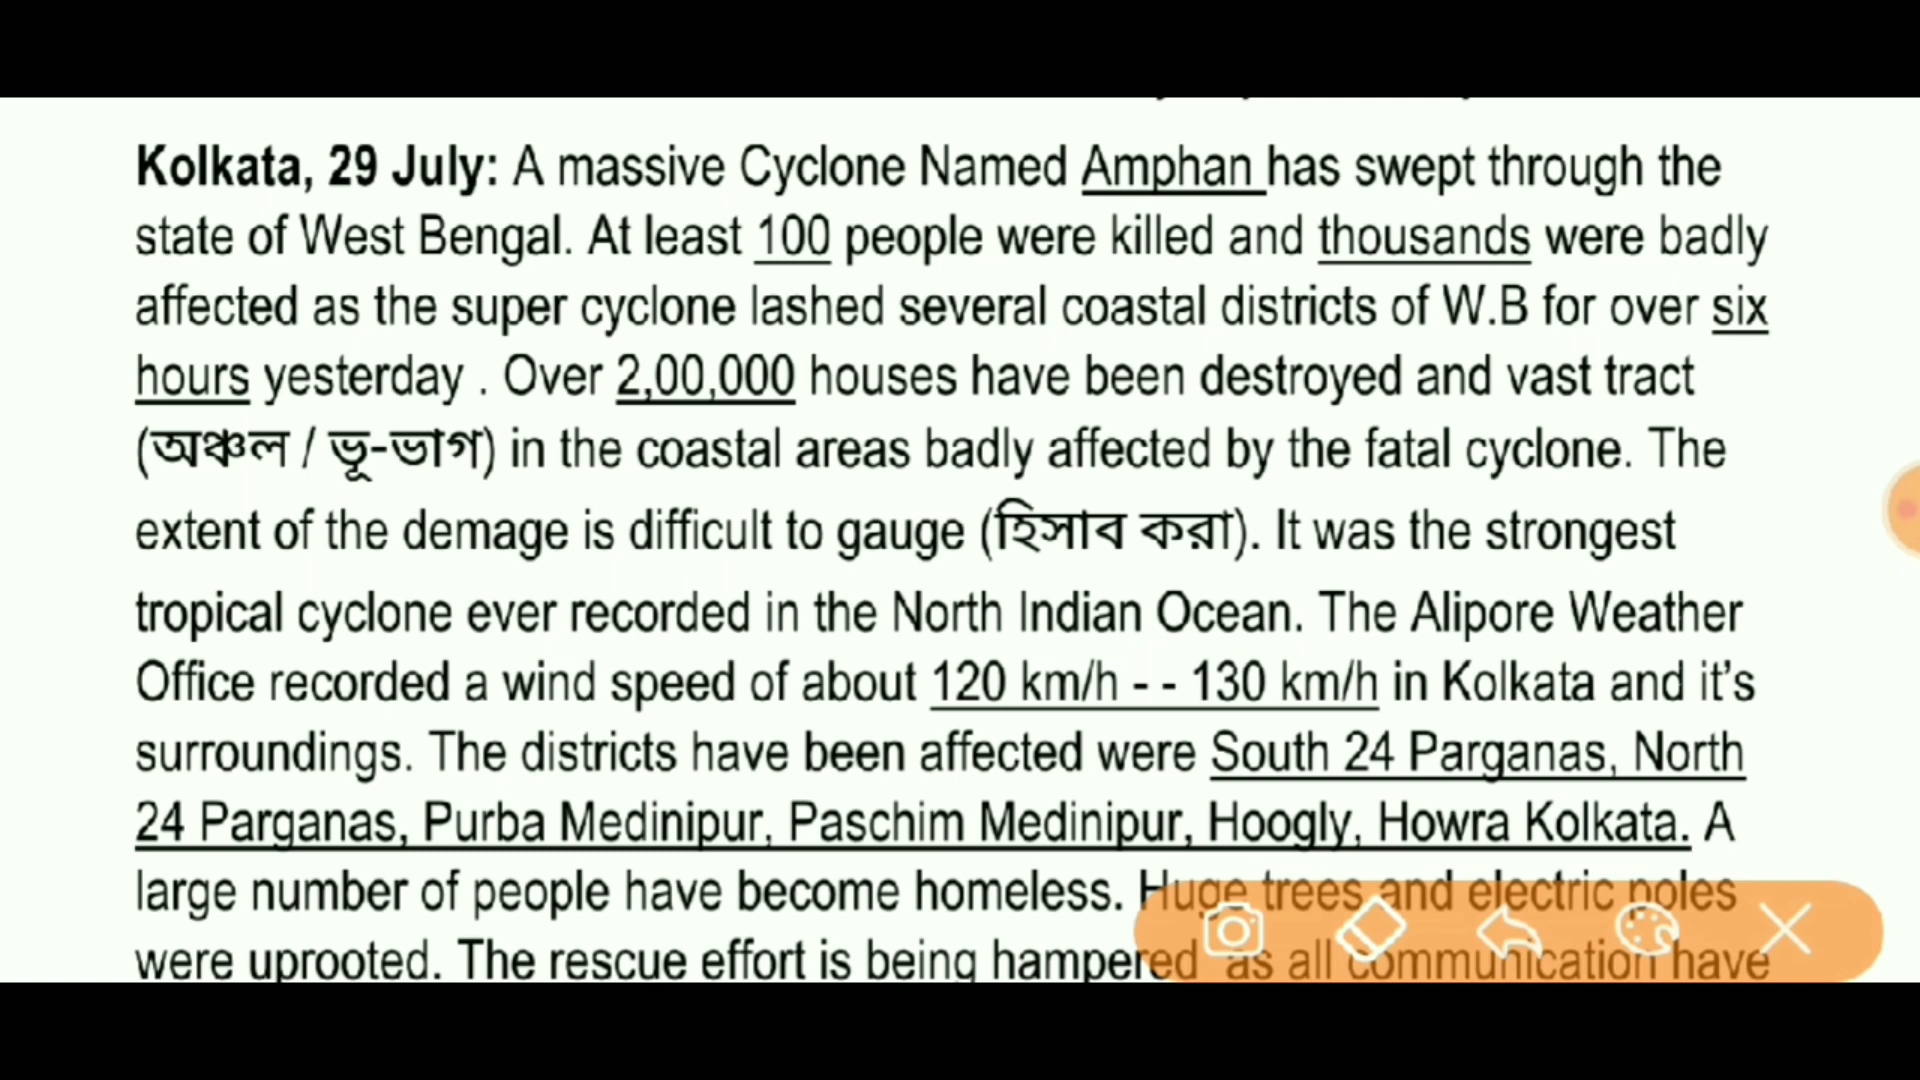 Kolkata, 29 July: A massive Cyclone Named Amphan has swept through the
state of West Bengal. At least 100 people were killed and thousands were badly
affected as the super cyclone lashed several coastal districts of W.B for over six
hours yesterday . Over 2,00,000 houses have been destroyed and vast tract
(অঞ্চল / ভূ-ভাগ) in the coastal areas badly affected by the fatal cyclone. The
extent of the demage is difficult to gauge (হিসাব করা). It was the strongest
tropical cyclone ever recorded in the North Indian Ocean. The Alipore Weather
Office recorded a wind speed of about 120 km/h - - 130 km/h in Kolkata and it’s
surroundings. The districts have been affected were South 24 Parganas, North
24 Parganas, Purba Medinipur, Paschim Medinipur, Hoogly, Howra Kolkata. A
large number of people have become homeless. Huge trees and electric poles
were uprooted. The rescue effort is being hampered as all communication have